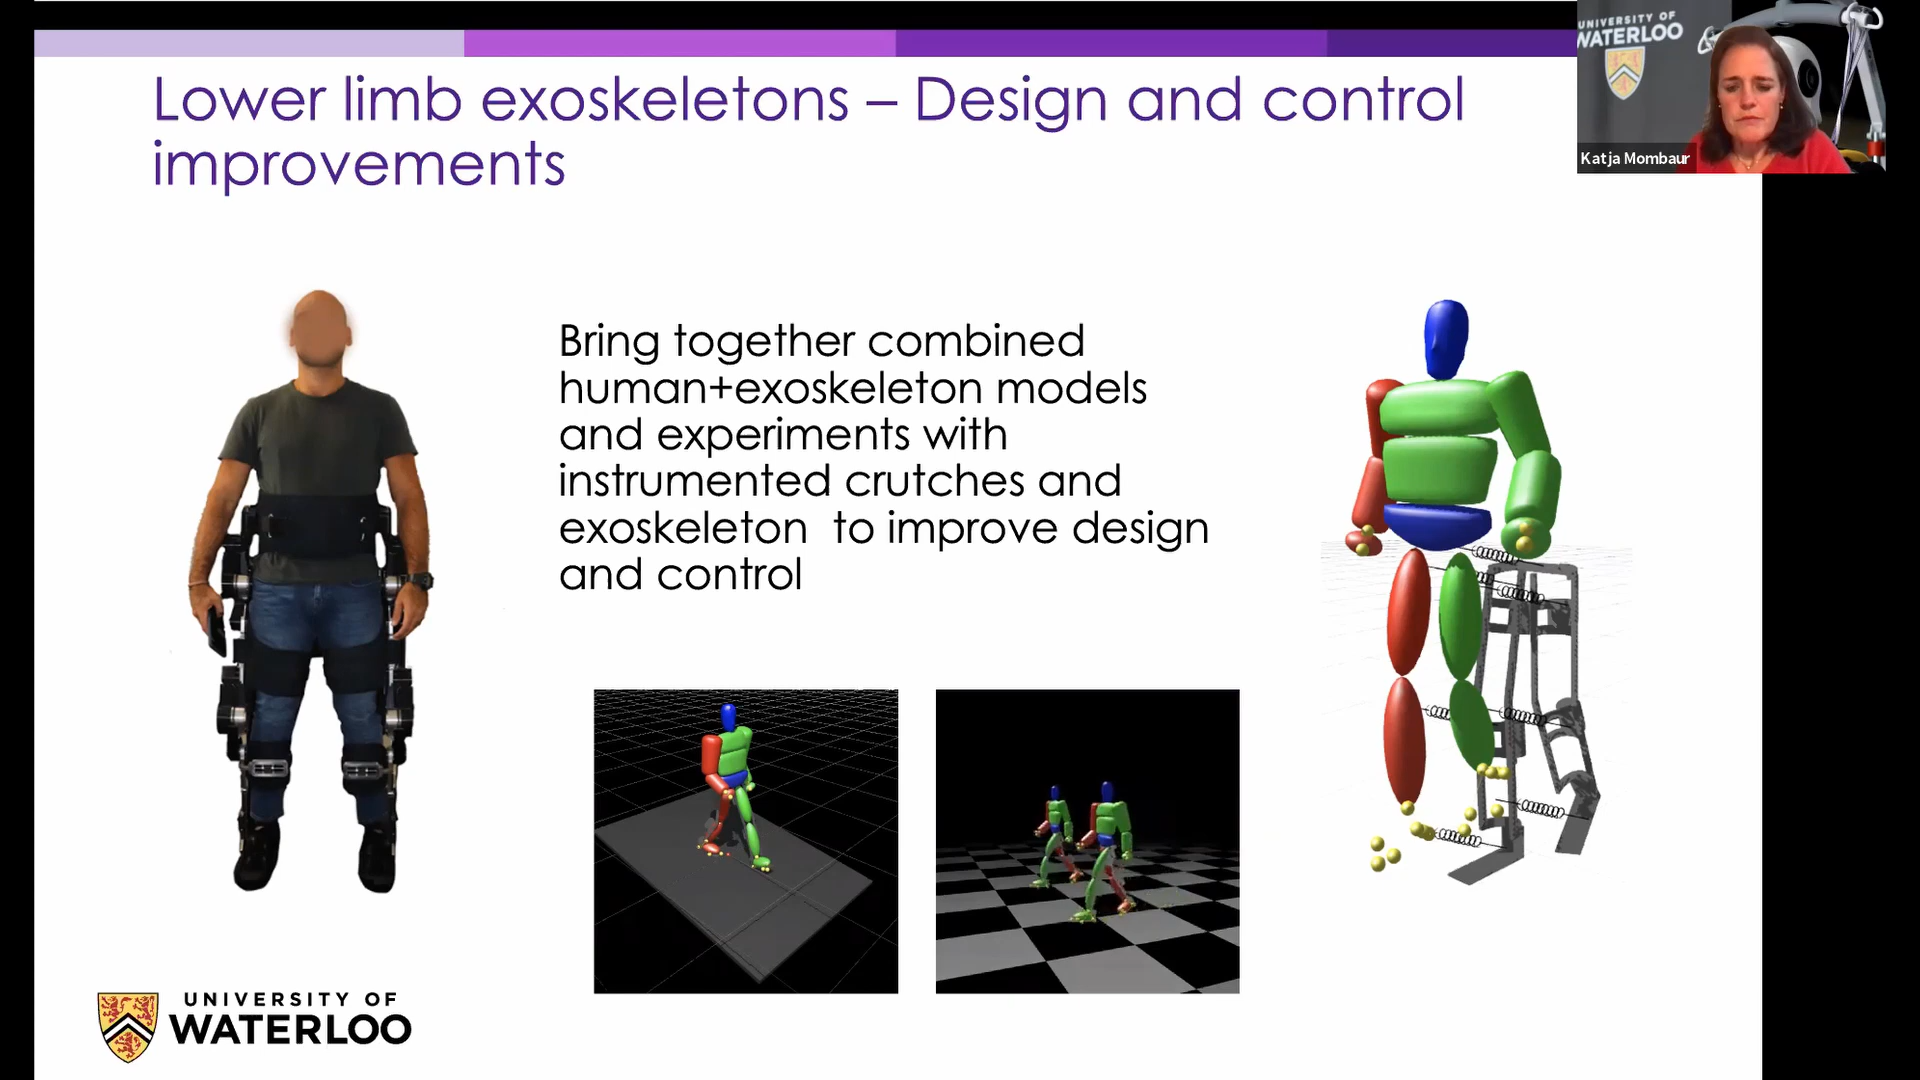 UNIVERSITY OF
WATERLOO
Katja Mombaur
Lower limb exoskeletons – Design and control
improvements
Bring together combined
human+exoskeleton models
and experiments with
instrumented crutches and
exoskeleton  to improve design
and control
UNIVERSITY OF
WATERLOO